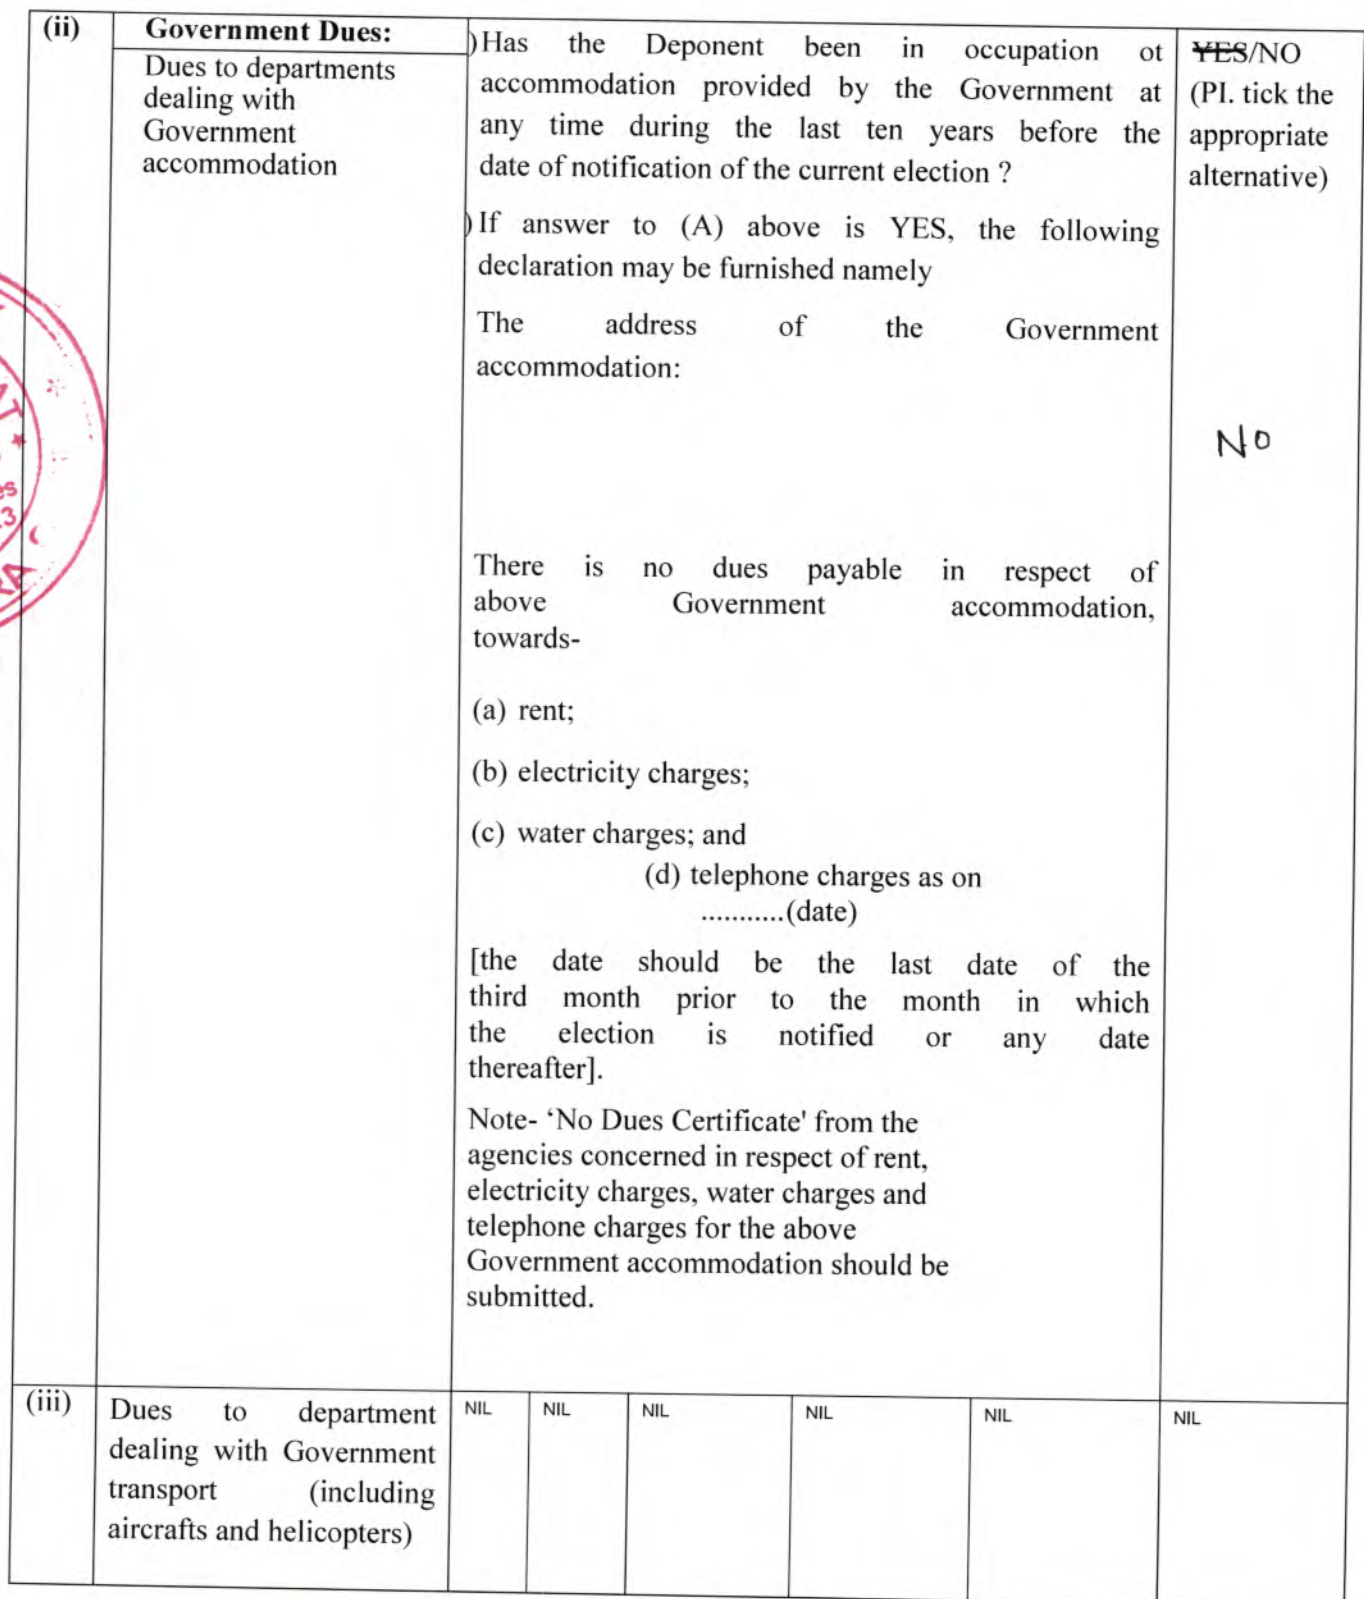 (ii)
Government Dues:
Dues to departments
dealing with
Government
accommodation
)Has the Deponent been in occupation ot
accommodation provided by the Government at
any time during the last ten years before the
date of notification of the current election ?
)If answer to (A) above is YES, the following
declaration may be furnished namely
The address of the Government
accommodation:
There is no dues payable in respect of
above Government accommodation,
towards-
(a) rent;
(b) electricity charges;
(c) water charges; and
(d) telephone charges as on
...........(date)
[the date should be the last date of the
third month prior to the month in which
the election is notified or any date
thereafter].
Note- ‘No Dues Certificate' from the
agencies concerned in respect of rent,
electricity charges, water charges and
telephone charges for the above
Government accommodation should be
submitted.
YES/NO
(PI. tick the
appropriate
alternative)
No
(iii)
Dues to department
dealing with Government
transport (including
aircrafts and helicopters)
NIL NIL NIL NIL NIL NIL